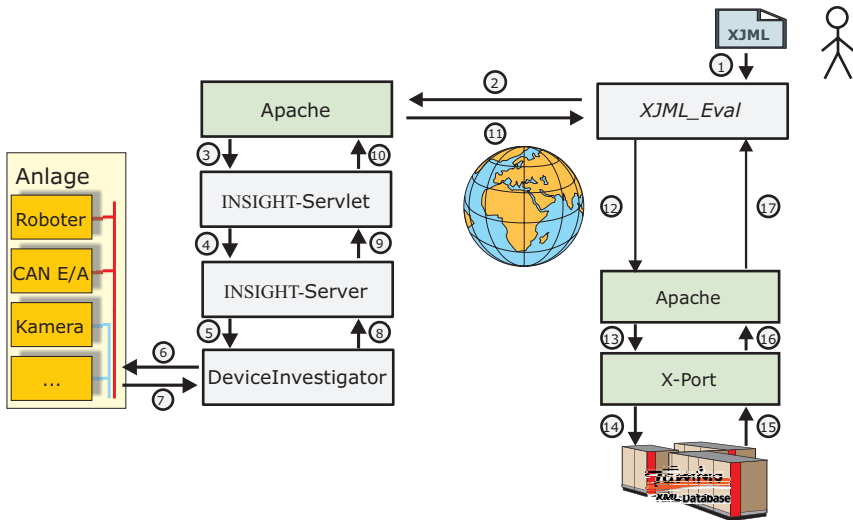 XJML
1
2
Apache
XJML_Eval
11
3
10
Anlage
INSIGHT-Servlet
Roboter
12
17
4
9
CAN E/A
INSIGHT-Server
Apache
Kamera
5
8
13
16
6
...
DeviceInvestigator
X-Port
7
14
15
Tamino
XML-Database